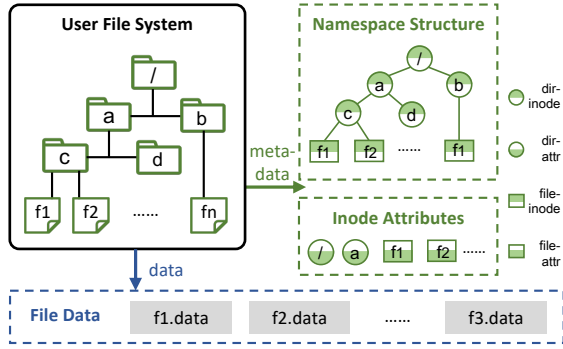 User File System
/
a
b
c
d
f1
f2
......
fn
meta-
data
data
Namespace Structure
/
a
b
c
d
f1
f2
......
f1
Inode Attributes
/
a
f1
f2
......
dir-
inode
dir-
attr
file-
inode
file-
attr
File Data
f1.data
f2.data
......
f3.data